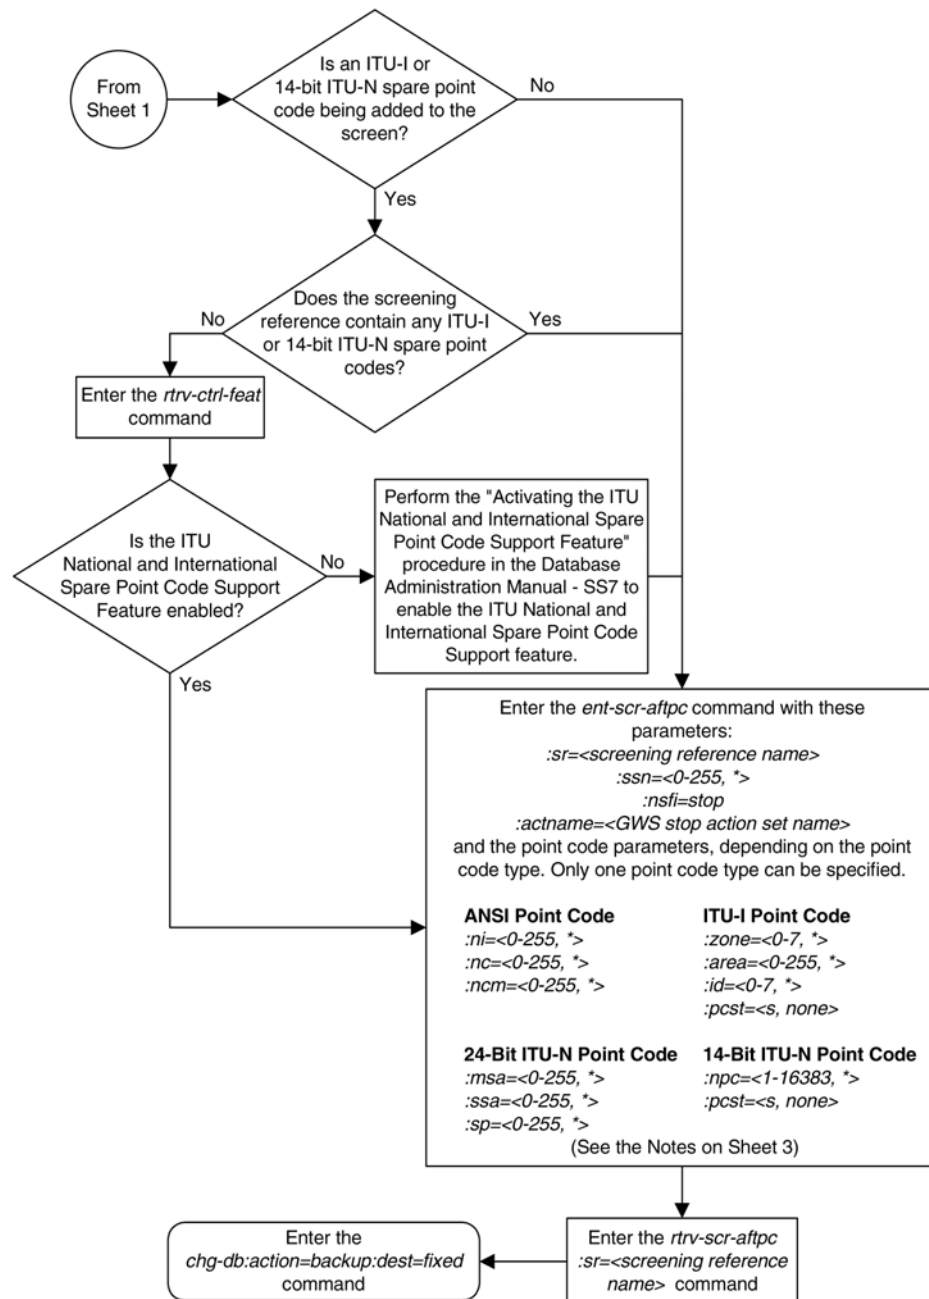 From
Sheet 1
Is an ITU-I or
14-bit ITU-N spare point
code being added to the
screen?
No
Yes
Does the screening
reference contain any ITU-I
or 14-bit ITU-N spare point
codes?
No
Yes
Enter the rtrv-ctrl-feat
command
Is the ITU
National and International
Spare Point Code Support
Feature enabled?
No
Yes
Perform the "Activating the ITU
National and International Spare
Point Code Support Feature"
procedure in the Database
Administration Manual - SS7 to
enable the ITU National and
International Spare Point Code
Support feature.
Enter the ent-scr-aftpc command with these
parameters:
:sr=<screening reference name>
:ssn=<0-255, *>
:nsfi=stop
:actname=<GWS stop action set name>
and the point code parameters, depending on the point
code type. Only one point code type can be specified.
ANSI Point Code
:ni=<0-255, *>
:nc=<0-255, *>
:ncm=<0-255, *>
ITU-I Point Code
:zone=<0-7, *>
:area=<0-255, *>
:id=<0-7, *>
:pcst=<s, none>
24-Bit ITU-N Point Code
:msa=<0-255, *>
:ssa=<0-255, *>
:sp=<0-255, *>
14-Bit ITU-N Point Code
:npc=<1-16383, *>
:pcst=<s, none>
(See the Notes on Sheet 3)
Enter the rtrv-scr-aftpc
:sr=<screening reference
name> command
Enter the
chg-db:action=backup:dest=fixed
command